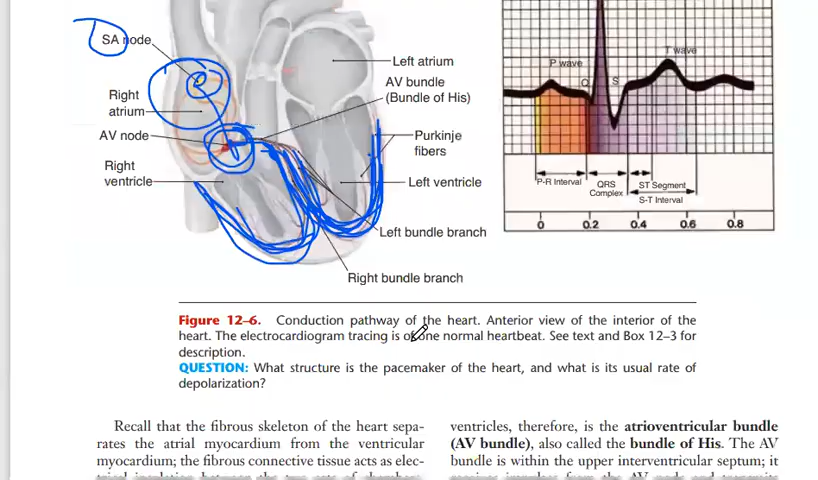 SA node
Right
atrium
AV node
Right
ventricle
Left atrium
AV bundle
(Bundle of His)
Purkinje
fibers
Left ventricle
Left bundle branch
Right bundle branch
P wave
Q
S
T wave
P-R Interval
QRS
Complex
ST Segment
S-T Interval
0 0.2 0.4 0.6 0.8
Figure 12–6. Conduction pathway of the heart. Anterior view of the interior of the
heart. The electrocardiogram tracing is of one normal heartbeat. See text and Box 12–3 for
description.
QUESTION: What structure is the pacemaker of the heart, and what is its usual rate of
depolarization?
Recall that the fibrous skeleton of the heart sepa-
rates the atrial myocardium from the ventricular
myocardium; the fibrous connective tissue acts as elec-
ventricles, therefore, is the atrioventricular bundle
(AV bundle), also called the bundle of His. The AV
bundle is within the upper interventricular septum; it